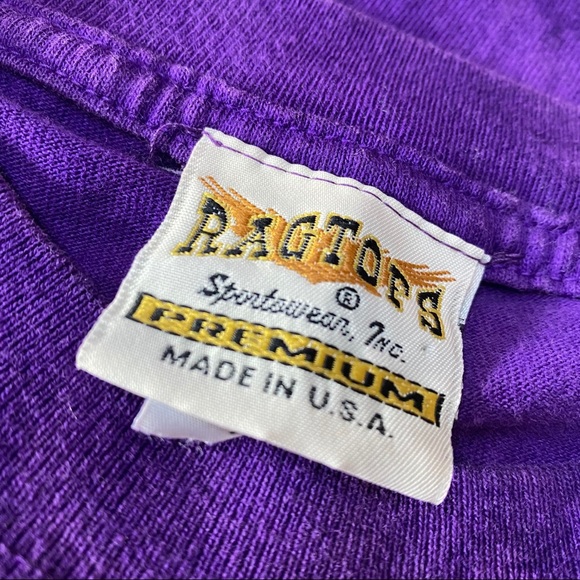 RAGTOPS
®
Sportswear, Inc.
PREMIUM
MADE IN U.S.A.